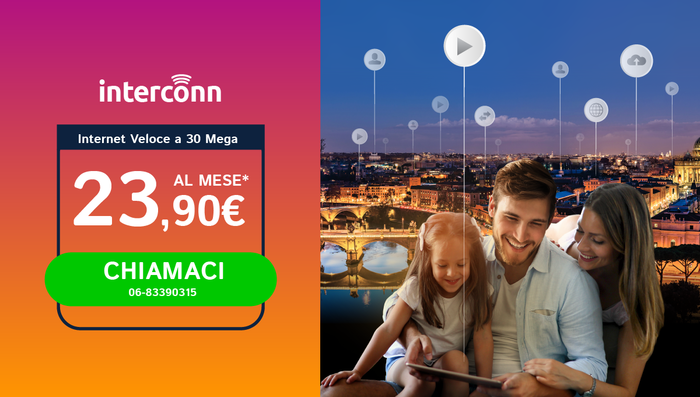 interconn
Internet Veloce a 30 Mega
23,90€
AL MESE*
CHIAMACI
06-83390315